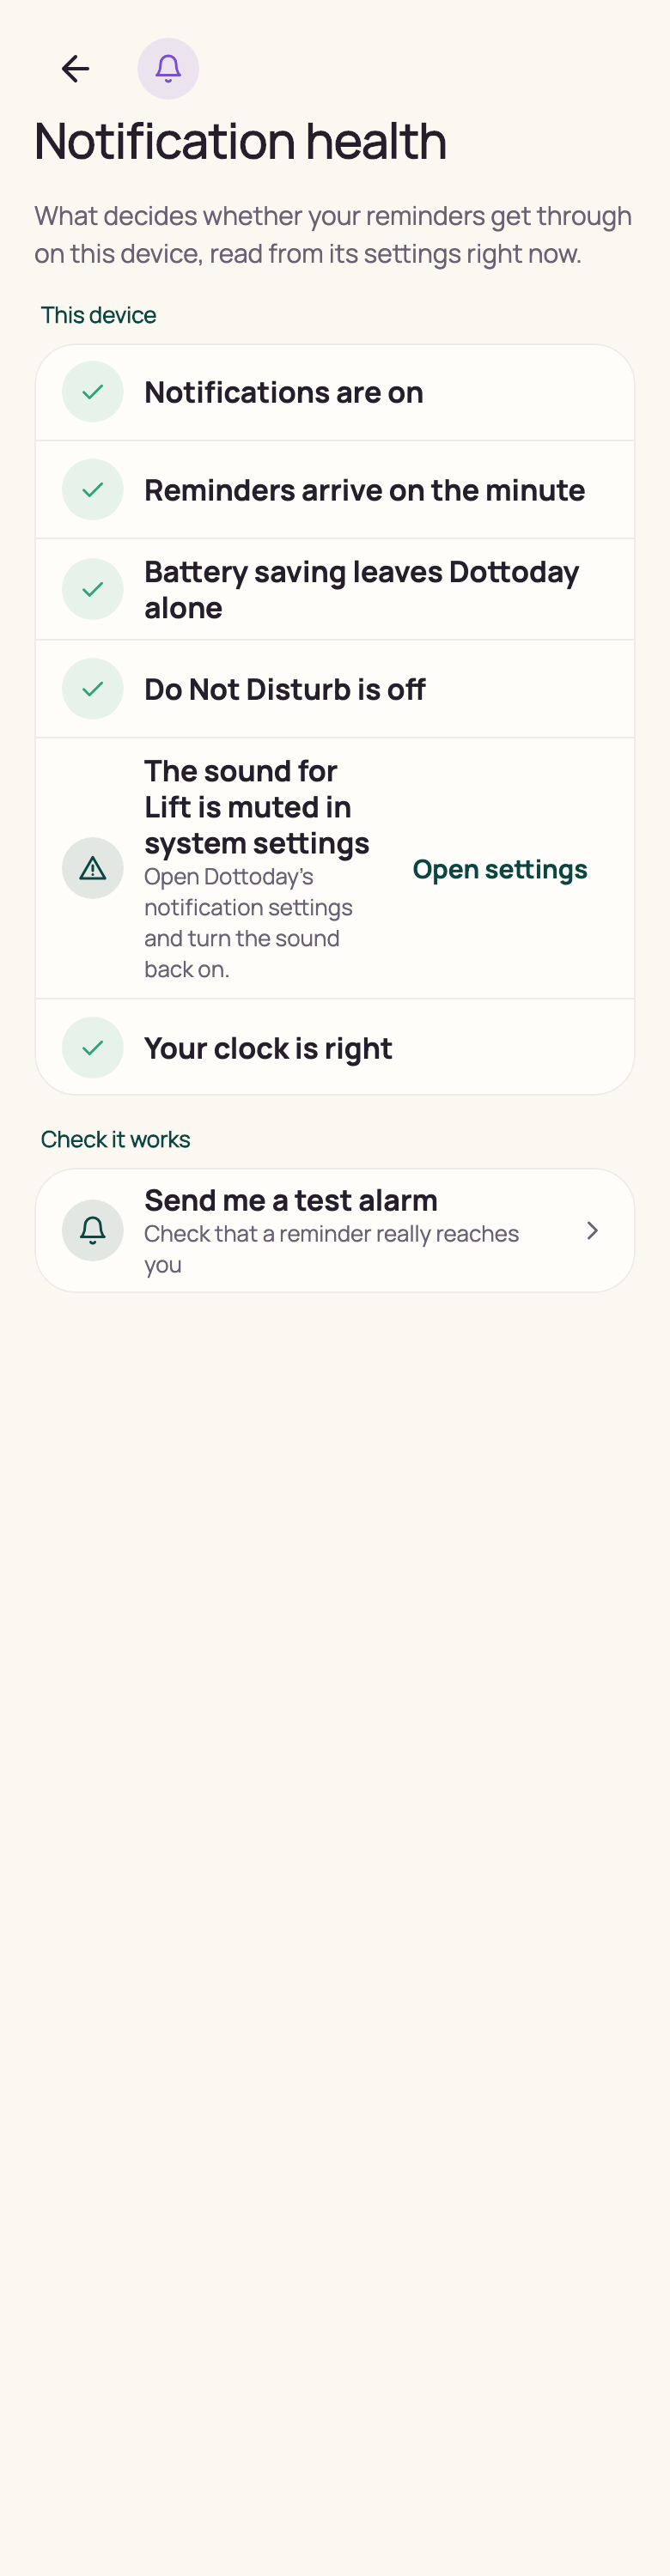 Notification health
What decides whether your reminders get through
on this device, read from its settings right now.
This device
Notifications are on
Reminders arrive on the minute
Battery saving leaves Dottoday
alone
Do Not Disturb is off
The sound for
Lift is muted in
system settings
Open Dottoday's
notification settings
and turn the sound
back on.
Open settings
Your clock is right
Check it works
Send me a test alarm
Check that a reminder really reaches
you